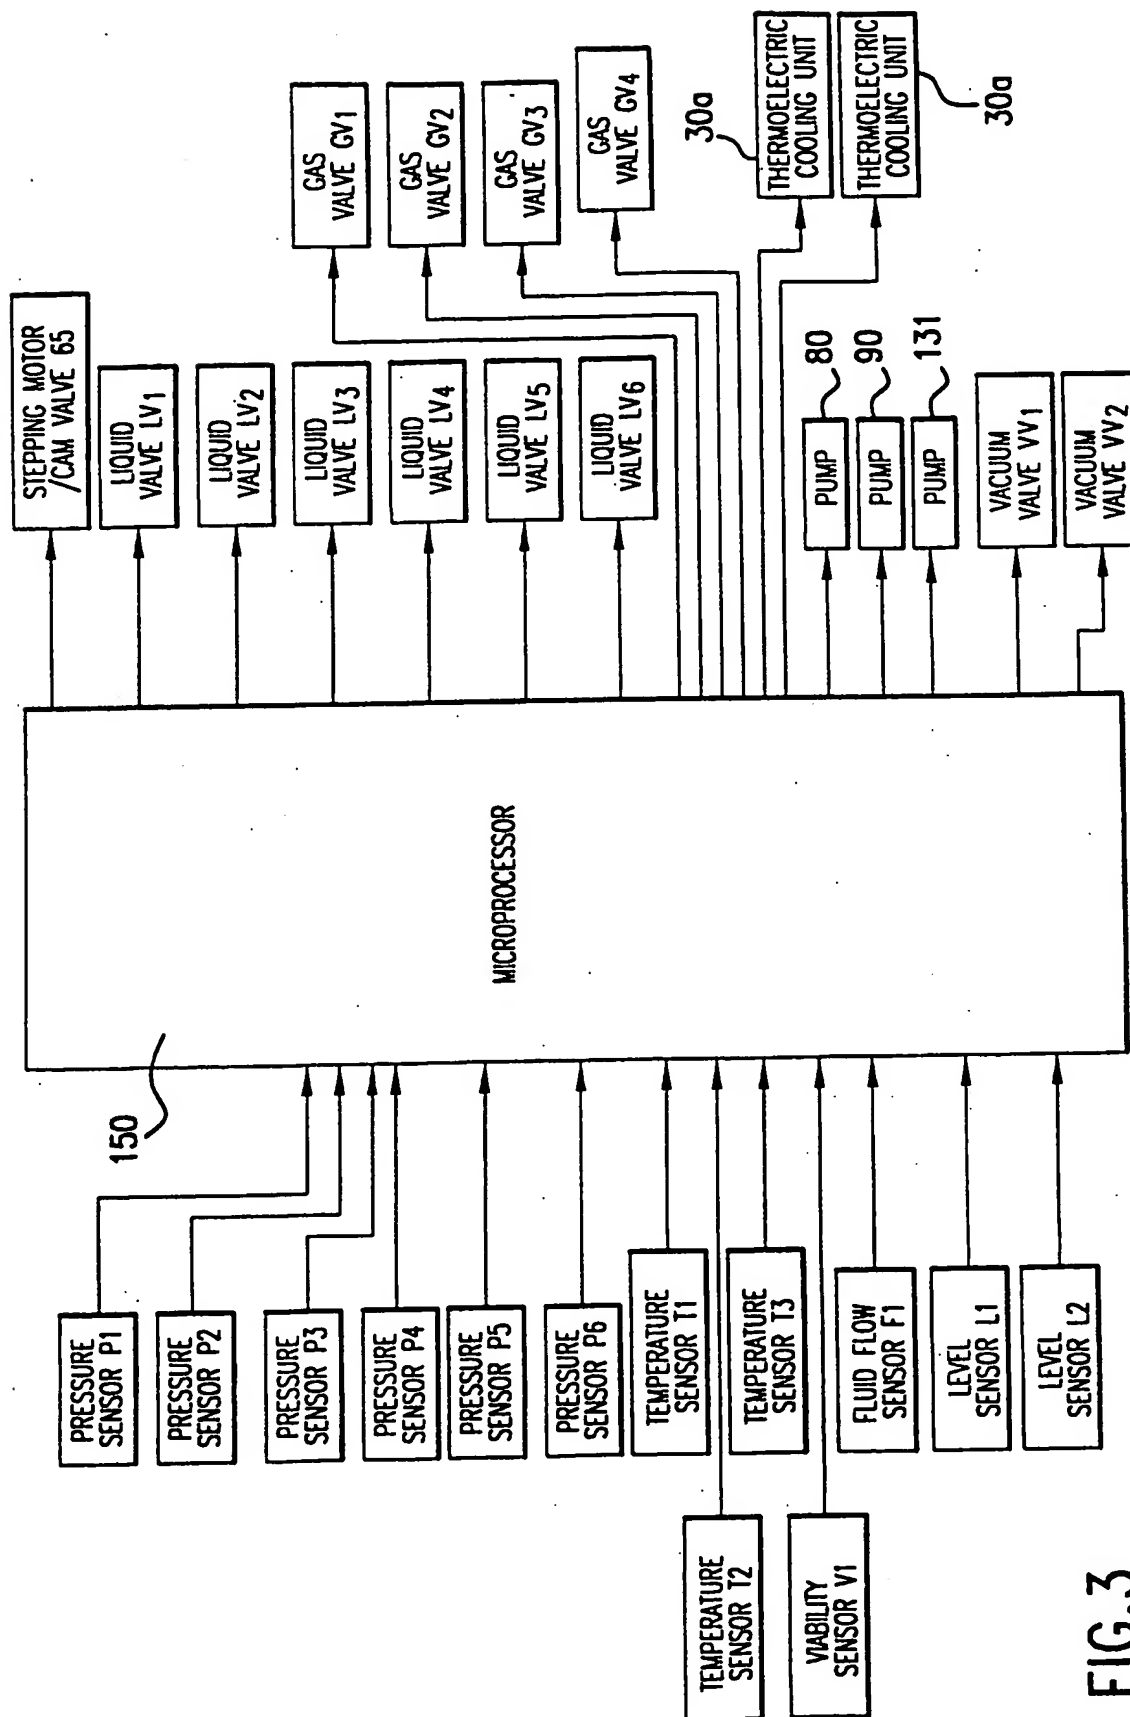 PRESSURE
SENSOR P1
PRESSURE
SENSOR P2
PRESSURE
SENSOR P3
PRESSURE
SENSOR P4
PRESSURE
SENSOR P5
PRESSURE
SENSOR P6
TEMPERATURE
SENSOR T1
TEMPERATURE
SENSOR T2
TEMPERATURE
SENSOR T3
VIABILITY
SENSOR V1
FLUID FLOW
SENSOR F1
LEVEL
SENSOR L1
LEVEL
SENSOR L2
150
MICROPROCESSOR
STEPPING MOTOR
/CAM VALVE 65
LIQUID
VALVE LV1
LIQUID
VALVE LV2
LIQUID
VALVE LV3
LIQUID
VALVE LV4
LIQUID
VALVE LV5
LIQUID
VALVE LV6
GAS
VALVE GV1
GAS
VALVE GV2
GAS
VALVE GV3
GAS
VALVE GV4
30a
THERMOELECTRIC
COOLING UNIT
THERMOELECTRIC
COOLING UNIT
30a
PUMP
80
PUMP
90
PUMP
131
VACUUM
VALVE VV1
VACUUM
VALVE VV2
FIG.3